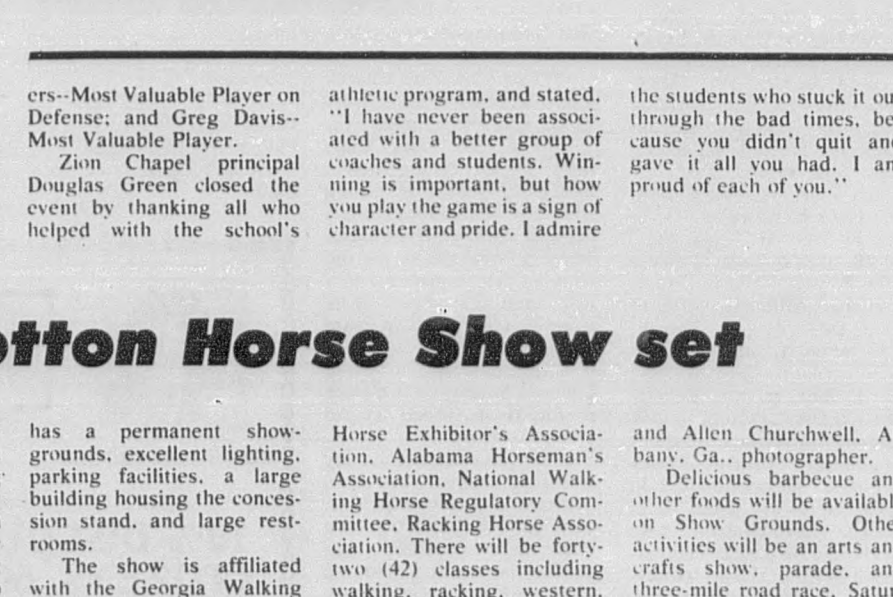 ers--Most Valuable Player on
Defense; and Greg Davis--
Most Valuable Player.
Zion Chapel principal
Douglas Green closed the
event by thanking all who
helped with the school's
athletic program, and stated,
"I have never been associ-
ated with a better group of
coaches and students. Win-
ning is important, but how
you play the game is a sign of
character and pride. I admire
the students who stuck it ou
through the bad times, be
cause you didn't quit and
gave it all you had. I am
proud of each of you."
otton Horse Show set
has a permanent show-
grounds, excellent lighting,
parking facilities, a large
building housing the conces-
sion stand, and large rest-
rooms.
The show is affiliated
with the Georgia Walking
Horse Exhibitor's Associa-
tion, Alabama Horseman's
Association, National Walk-
ing Horse Regulatory Com-
mittee, Racking Horse Asso-
ciation. There will be forty-
two (42) classes including
walking, racking, western,
and Allen Churchwell, A
bany, Ga., photographer.
Delicious barbecue an
other foods will be availabl
on Show Grounds. Othe
activities will be an arts an
crafts show, parade, an
three-mile road race, Satu